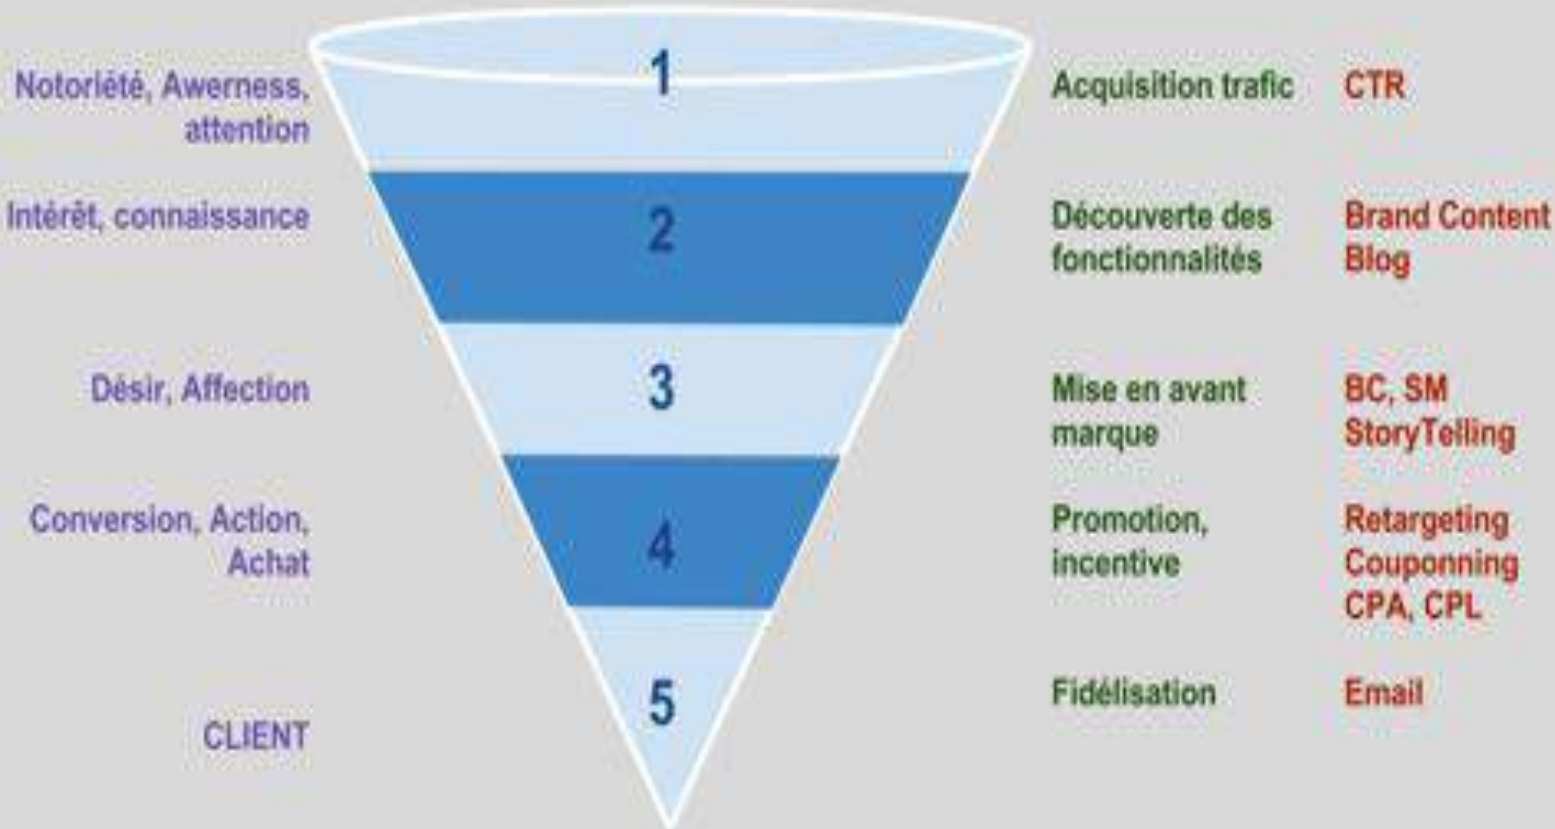 Notoriété, Awerness,
attention
1
Acquisition trafic
CTR
Intérêt, connaissance
2
Découverte des
fonctionnalités
Brand Content
Blog
Désir, Affection
3
Mise en avant
marque
BC, SM
StoryTelling
Conversion, Action,
Achat
4
Promotion,
incentive
Retargeting
Couponning
CPA, CPL
CLIENT
5
Fidélisation
Email